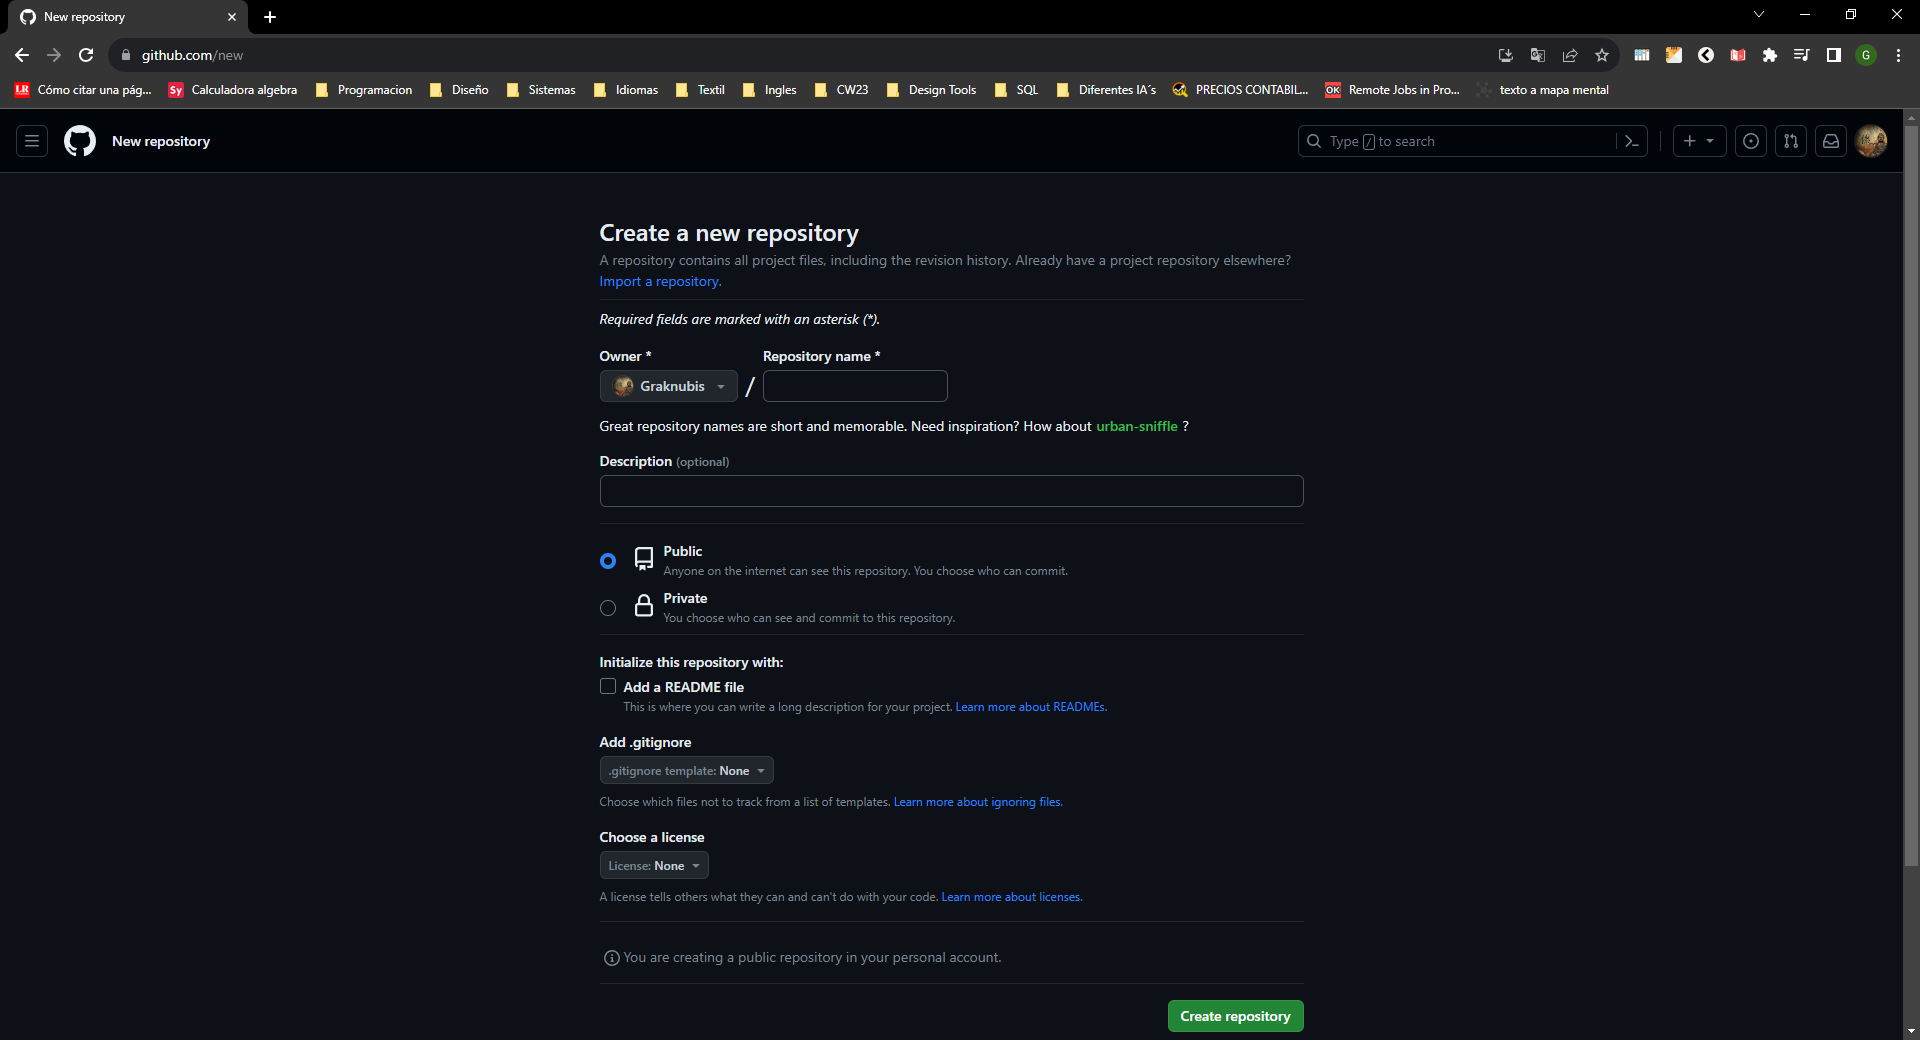 New repository
github.com/new
G
LR Cómo citar una pág... Sy Calculadora algebra Programacion Diseño Sistemas Idiomas Textil Ingles CW23 Design Tools SQL Diferentes IA´s PRECIOS CONTABIL... OK Remote Jobs in Pro... texto a mapa mental
New repository
Type / to search
Create a new repository
A repository contains all project files, including the revision history. Already have a project repository elsewhere?
Import a repository.
Required fields are marked with an asterisk (*).
Owner * Repository name *
Graknubis /
Great repository names are short and memorable. Need inspiration? How about urban-sniffle ?
Description (optional)
Public
Anyone on the internet can see this repository. You choose who can commit.
Private
You choose who can see and commit to this repository.
Initialize this repository with:
Add a README file
This is where you can write a long description for your project. Learn more about READMEs.
Add .gitignore
.gitignore template: None
Choose which files not to track from a list of templates. Learn more about ignoring files.
Choose a license
License: None
A license tells others what they can and can't do with your code. Learn more about licenses.
You are creating a public repository in your personal account.
Create repository